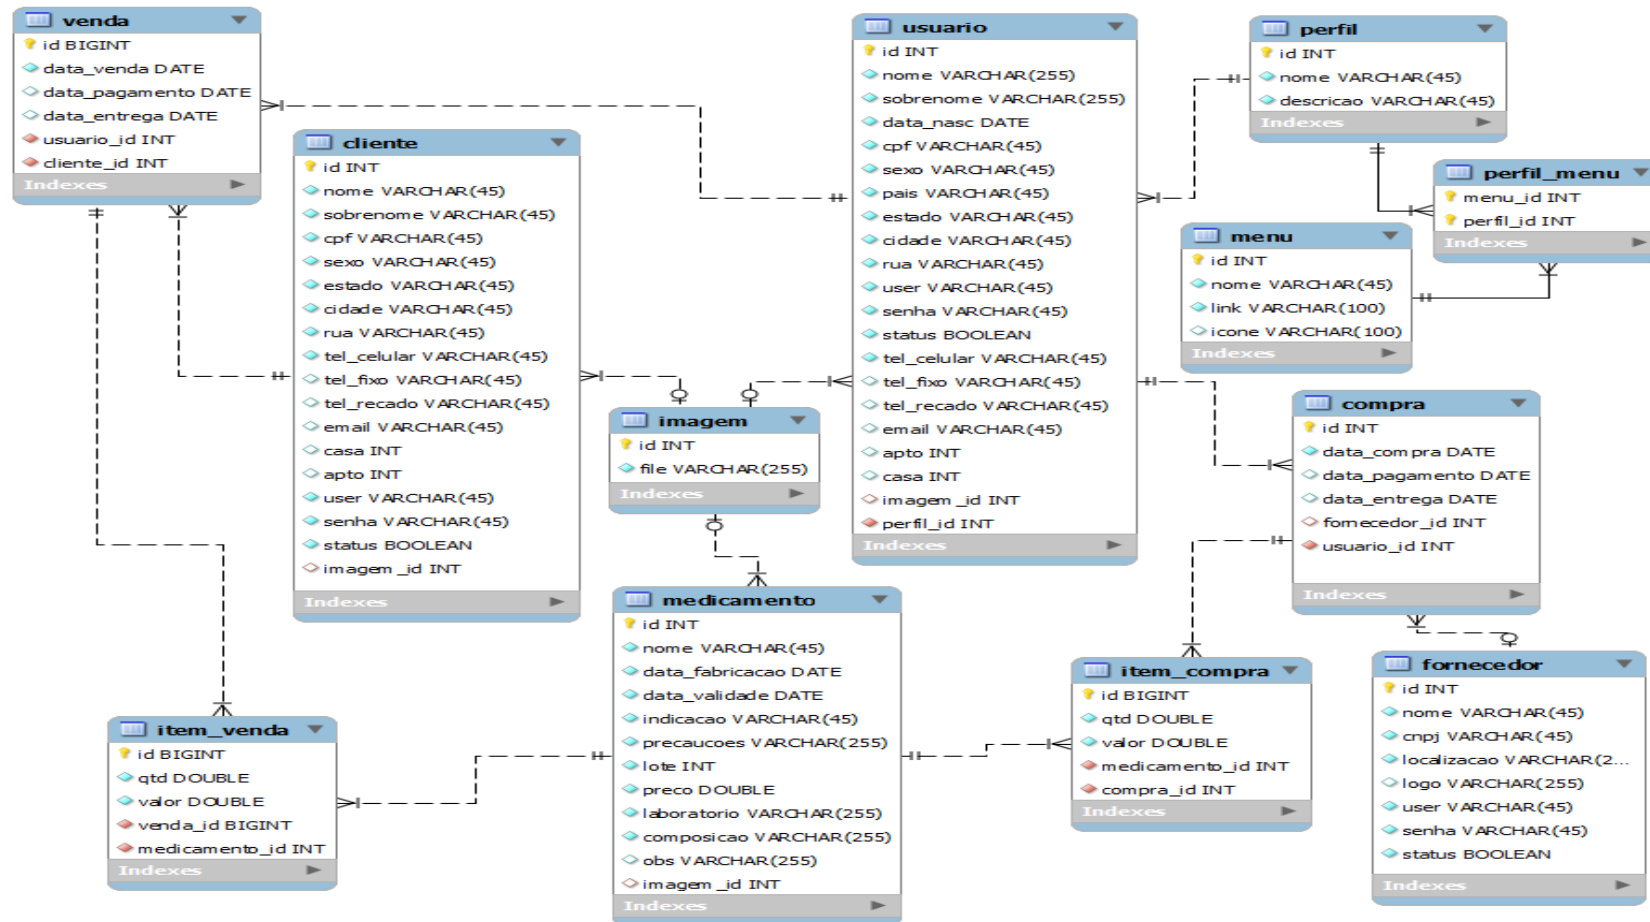 venda
id BIGINT
data_venda DATE
data_pagamento DATE
data_entrega DATE
usuario_id INT
cliente_id INT
Indexes
cliente
id INT
nome VARCHAR(45)
sobrenome VARCHAR(45)
cpf VARCHAR(45)
sexo VARCHAR(45)
estado VARCHAR(45)
cidade VARCHAR(45)
rua VARCHAR(45)
tel_celular VARCHAR(45)
tel_fixo VARCHAR(45)
tel_recado VARCHAR(45)
email VARCHAR(45)
casa INT
apto INT
user VARCHAR(45)
senha VARCHAR(45)
status BOOLEAN
imagem_id INT
Indexes
usuario
id INT
nome VARCHAR(255)
sobrenome VARCHAR(255)
data_nasc DATE
cpf VARCHAR(45)
sexo VARCHAR(45)
pais VARCHAR(45)
estado VARCHAR(45)
cidade VARCHAR(45)
rua VARCHAR(45)
user VARCHAR(45)
senha VARCHAR(45)
status BOOLEAN
tel_celular VARCHAR(45)
tel_fixo VARCHAR(45)
tel_recado VARCHAR(45)
email VARCHAR(45)
apto INT
casa INT
imagem_id INT
perfil_id INT
Indexes
perfil
id INT
nome VARCHAR(45)
descricao VARCHAR(45)
Indexes
perfil_menu
menu_id INT
perfil_id INT
Indexes
menu
id INT
nome VARCHAR(45)
link VARCHAR(100)
icone VARCHAR(100)
Indexes
imagem
id INT
file VARCHAR(255)
Indexes
compra
id INT
data_compra DATE
data_pagamento DATE
data_entrega DATE
fornecedor_id INT
usuario_id INT
Indexes
medicamento
id INT
nome VARCHAR(45)
data_fabricacao DATE
data_validade DATE
indicacao VARCHAR(45)
precaucoes VARCHAR(255)
lote INT
preco DOUBLE
laboratorio VARCHAR(255)
composicao VARCHAR(255)
obs VARCHAR(255)
imagem_id INT
Indexes
item_compra
id BIGINT
qtd DOUBLE
valor DOUBLE
medicamento_id INT
compra_id INT
Indexes
fornecedor
id INT
nome VARCHAR(45)
cnpj VARCHAR(45)
localizacao VARCHAR(2...
logo VARCHAR(255)
user VARCHAR(45)
senha VARCHAR(45)
status BOOLEAN
Indexes
item_venda
id BIGINT
qtd DOUBLE
valor DOUBLE
venda_id BIGINT
medicamento_id INT
Indexes